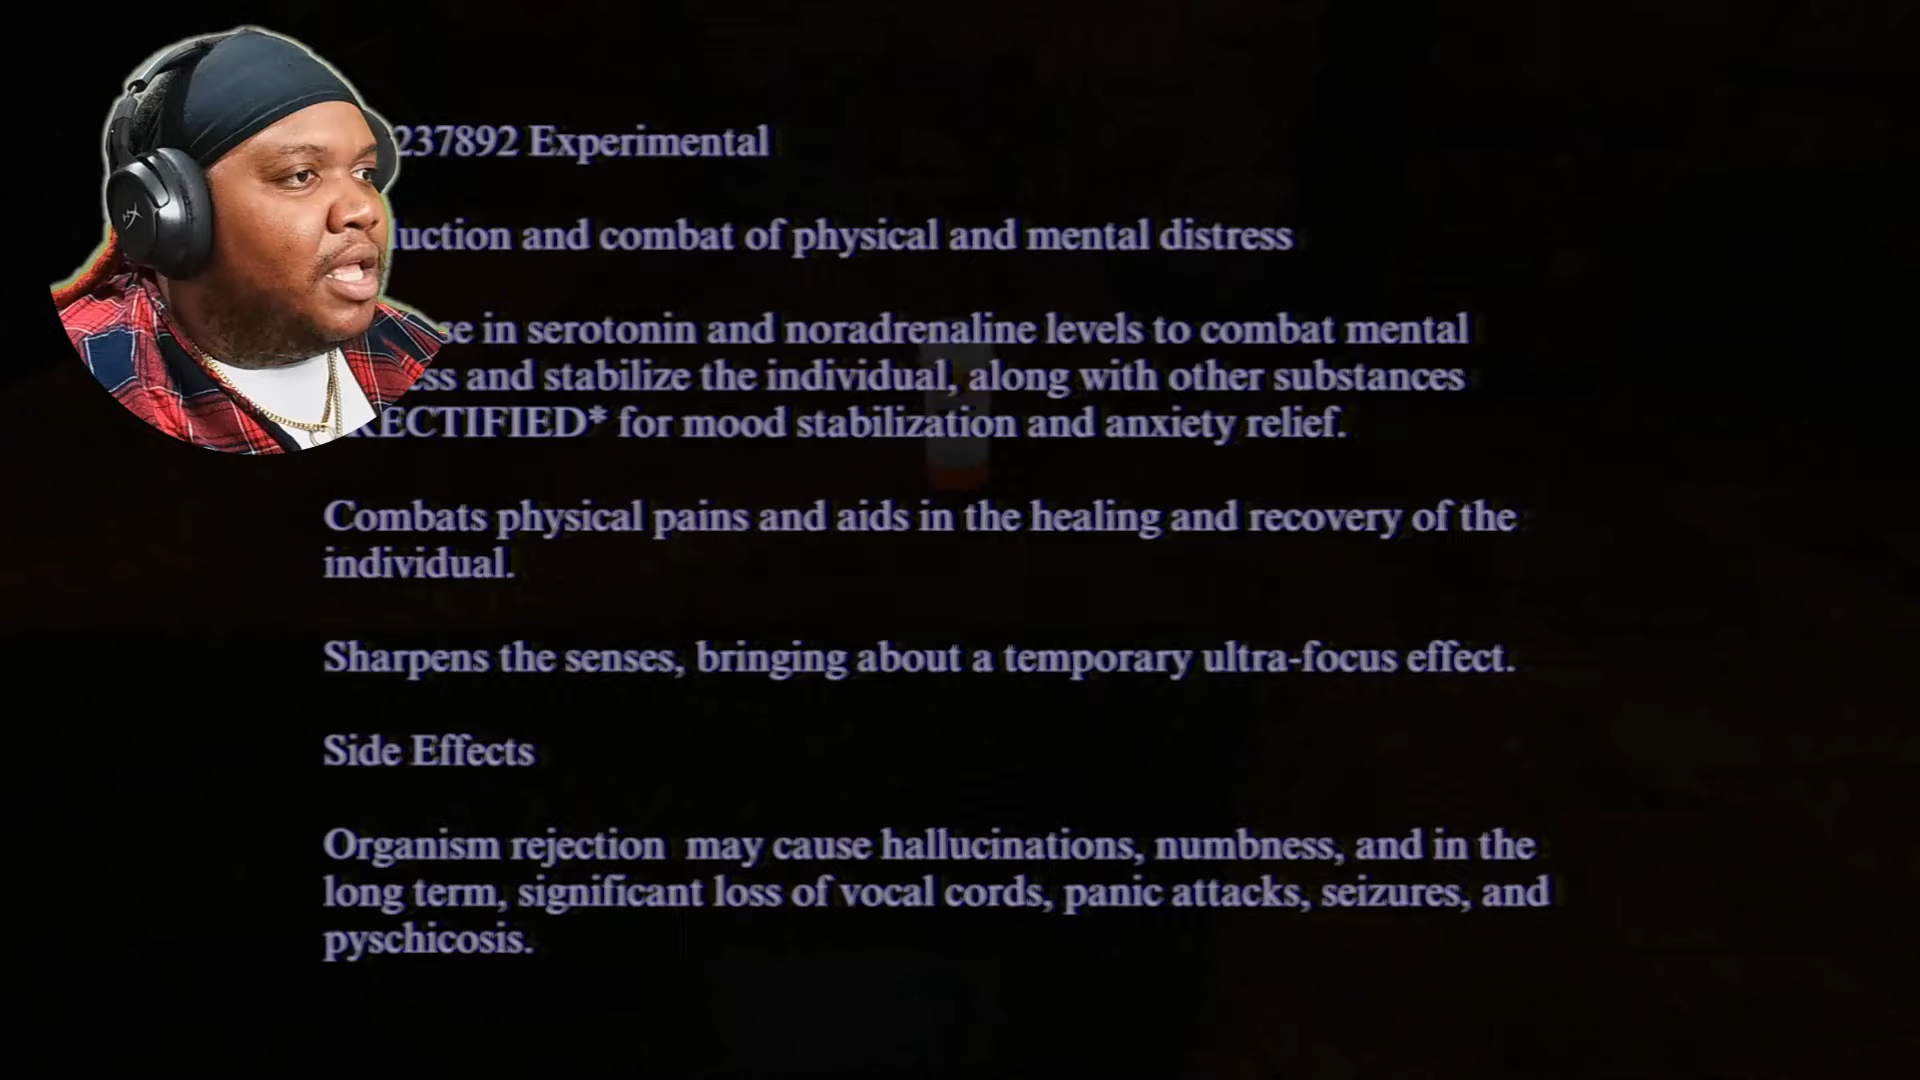 237892 Experimental
and combat of physical and mental distress
in serotonin and noradrenaline levels to combat mental
and stabilize the individual, along with other substances
RECTIFIED* for mood stabilization and anxiety relief.
Combats physical pains and aids in the healing and recovery of the
individual.
Sharpens the senses, bringing about a temporary ultra-focus effect.
Side Effects
Organism rejection may cause hallucinations, numbness, and in the
long term, significant loss of vocal cords, panic attacks, seizures, and
pyschicosis.